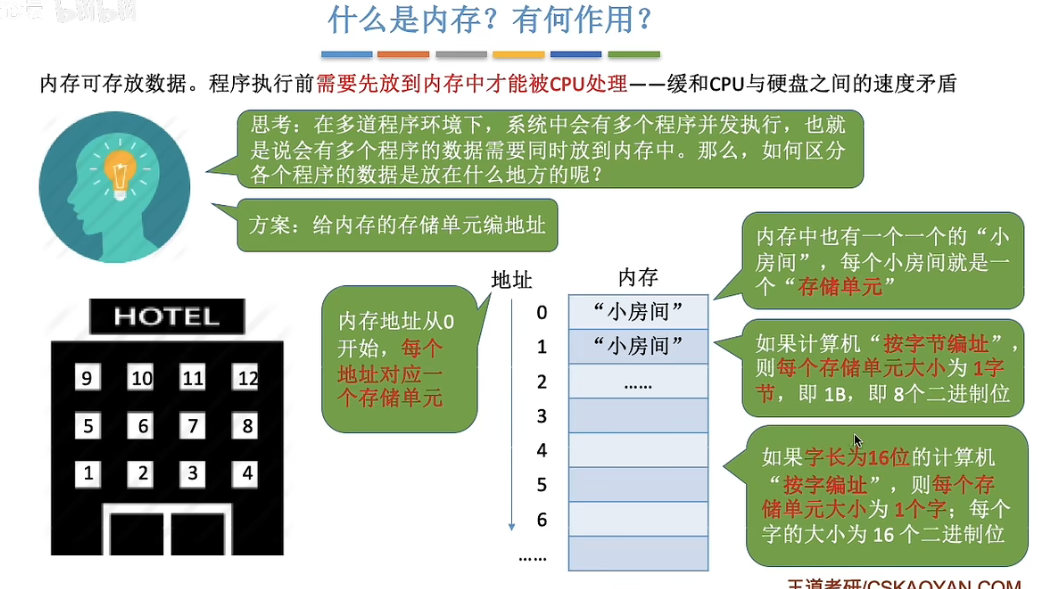 bilibili
什么是内存？有何作用？
内存可存放数据。程序执行前需要先放到内存中才能被CPU处理——缓和CPU与硬盘之间的速度矛盾
思考：在多道程序环境下，系统中会有多个程序并发执行，也就
是说会有多个程序的数据需要同时放到内存中。那么，如何区分
各个程序的数据是放在什么地方的呢？
方案：给内存的存储单元编地址
HOTEL
9 10 11 12
5 6 7 8
1 2 3 4
内存地址从0
开始，每个
地址对应一
个存储单元
地址 内存
0 “小房间”
1 “小房间”
2 ……
3
4
5
6
……
内存中也有一个一个的“小
房间”，每个小房间就是一
个“存储单元”
如果计算机“按字节编址”，
则每个存储单元大小为 1字
节，即 1B，即 8个二进制位
如果字长为16位的计算机
“按字编址”，则每个存
储单元大小为 1个字；每个
字的大小为 16 个二进制位
王道考研/CSKAOYAN.COM